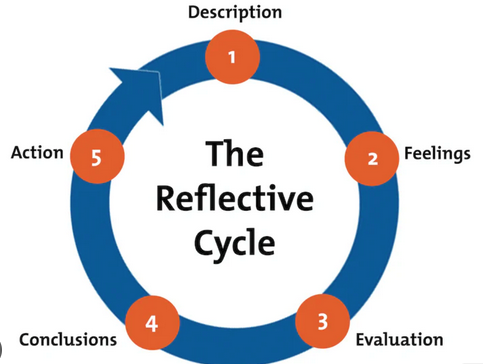 Description
1
2
Feelings
3
Evaluation
4
Conclusions
5
Action
The
Reflective
Cycle